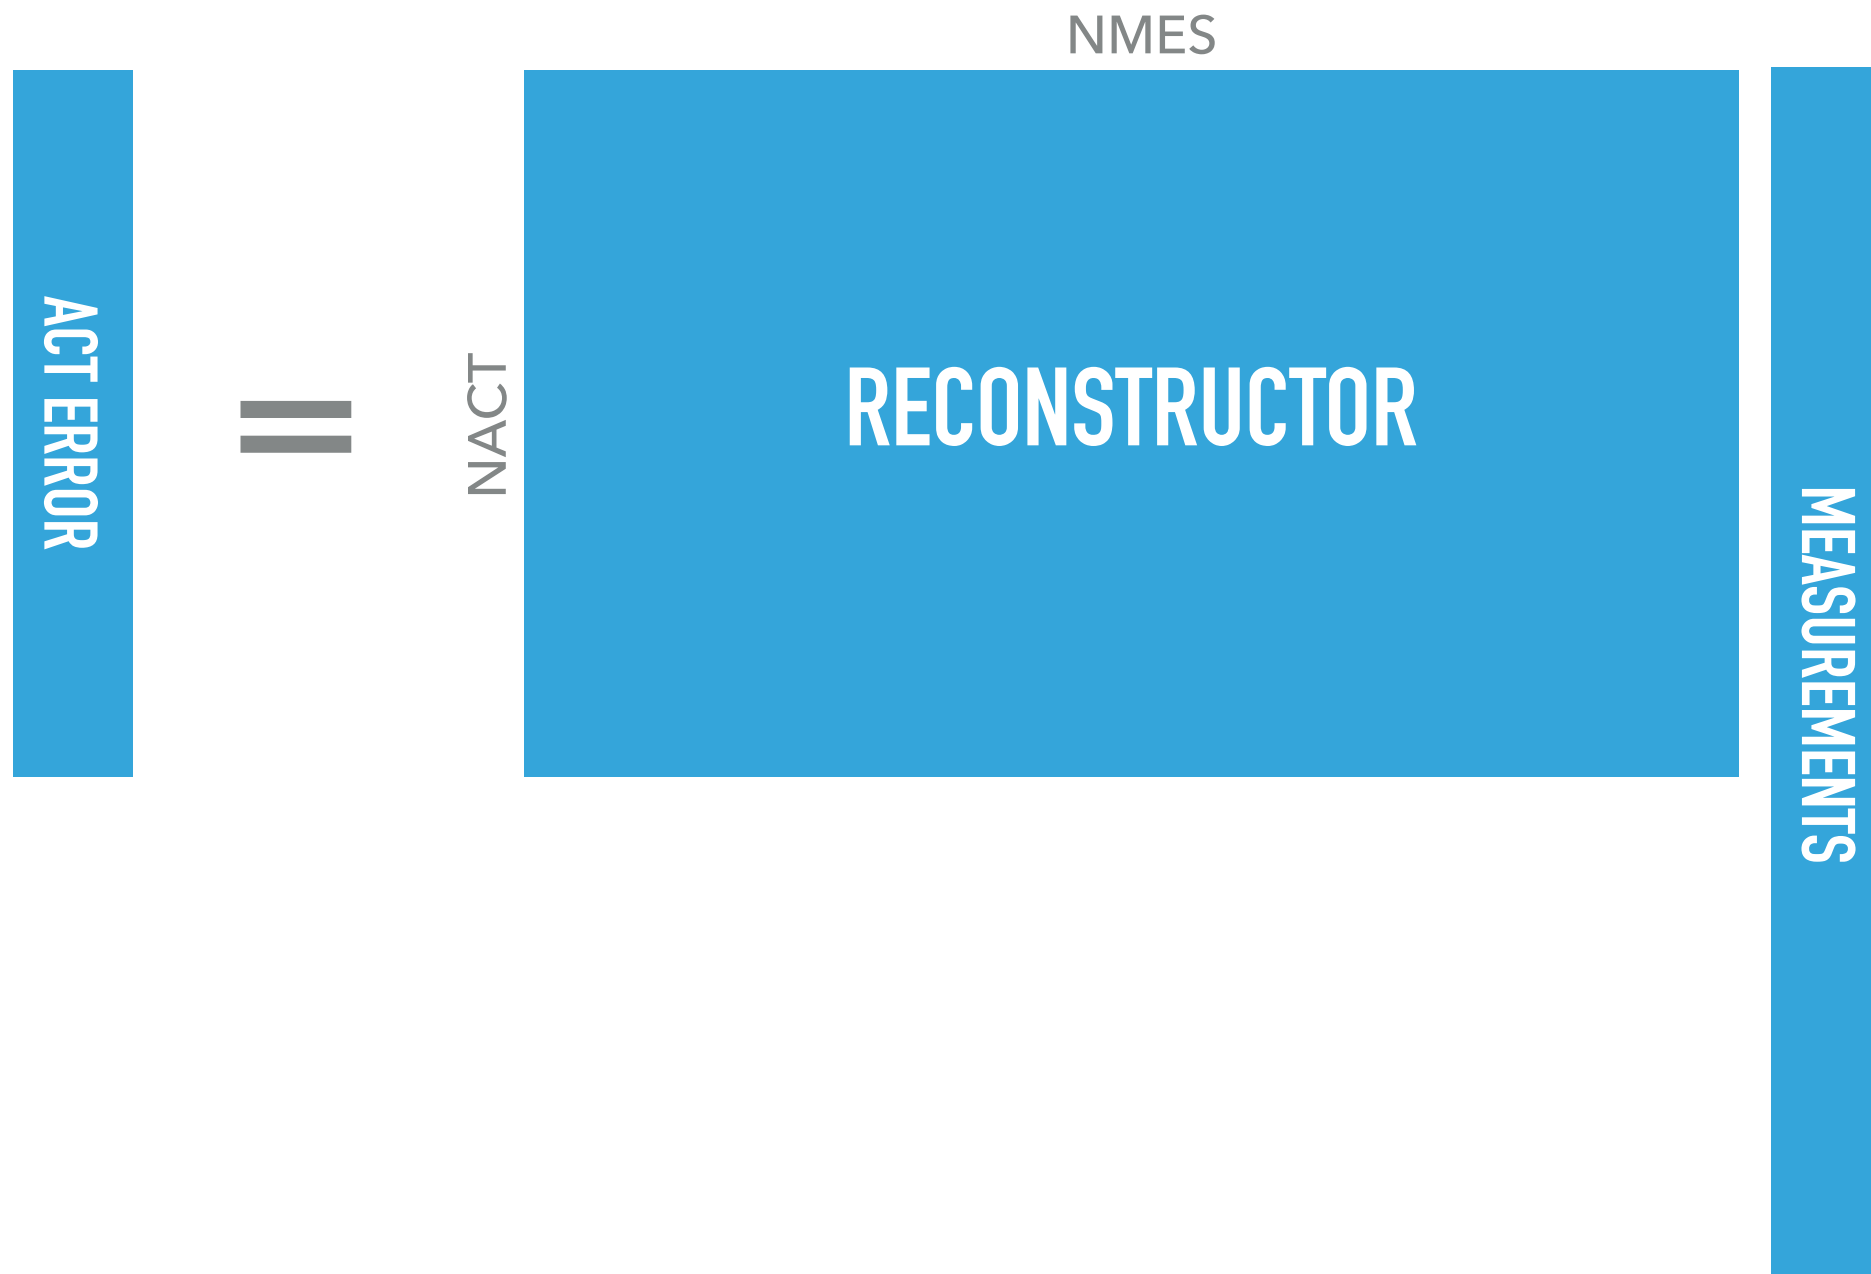 NMES
ACT ERROR
=
NACT
RECONSTRUCTOR
MEASUREMENTS